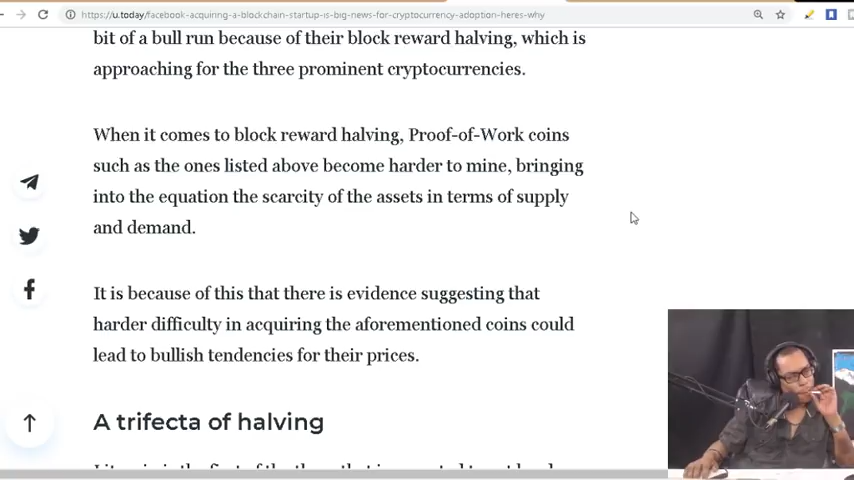 https://u.today/facebook-acquirng-a-blockchain-startup-is-big-news-for-cryptocurrency-adoption-heres-why
bit of a bull run because of their block reward halving, which is
approaching for the three prominent cryptocurrencies.
When it comes to block reward halving, Proof-of-Work coins
such as the ones listed above become harder to mine, bringing
into the equation the scarcity of the assets in terms of supply
and demand.
It is because of this that there is evidence suggesting that
harder difficulty in acquiring the aforementioned coins could
lead to bullish tendencies for their prices.
A trifecta of halving